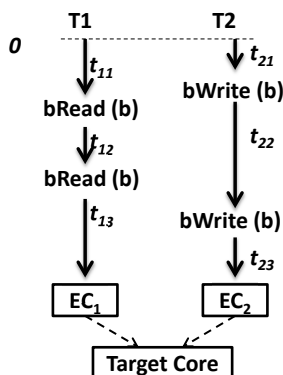 T1 T2
0
t11 t21
bRead (b) bWrite (b)
t12 t22
bRead (b) bWrite (b)
t13 t23
EC1 EC2
Target Core